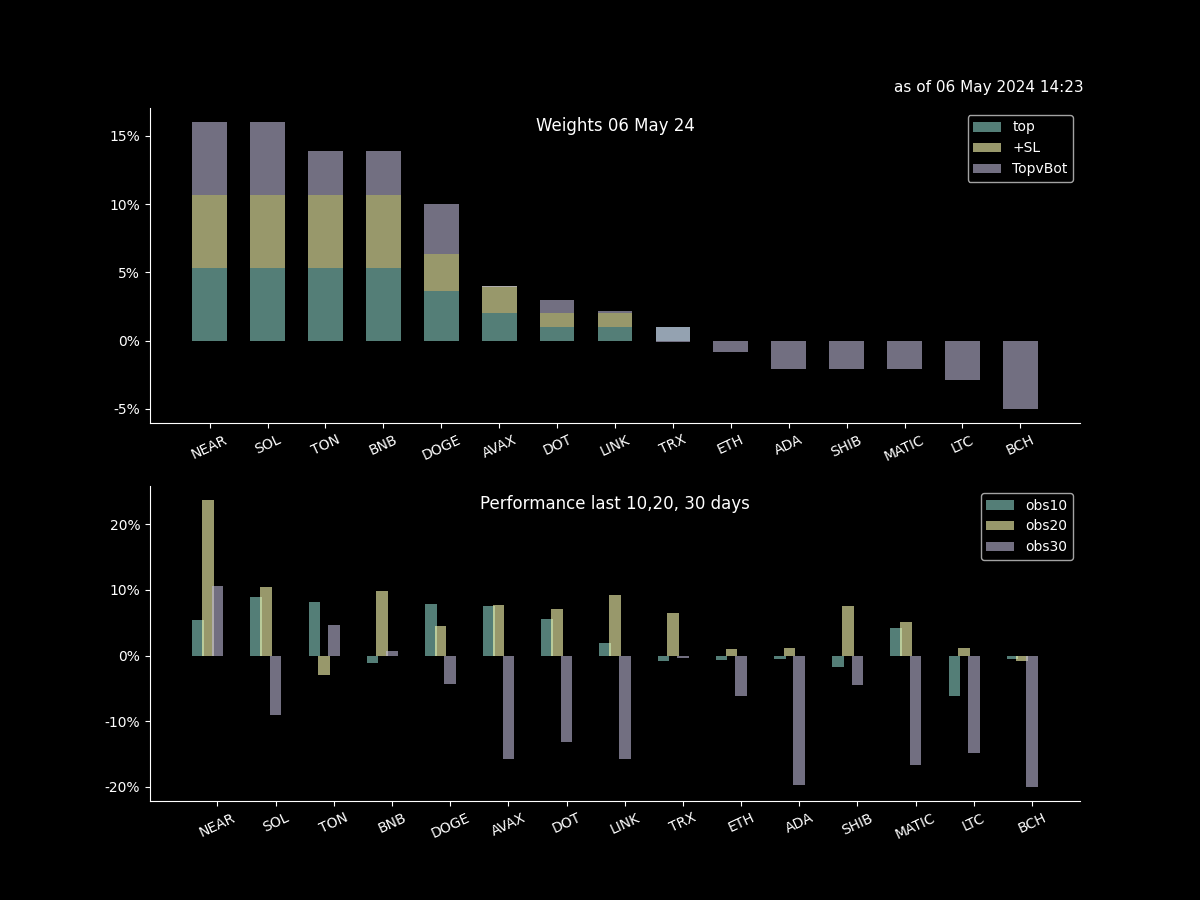 as of 06 May 2024 14:23
Weights 06 May 24
top
+SL
TopvBot
15%
10%
5%
0%
-5%
NEAR SOL TON BNB DOGE AVAX DOT LINK TRX ETH ADA SHIB MATIC LTC BCH
Performance last 10,20, 30 days
obs10
obs20
obs30
20%
10%
0%
-10%
-20%
NEAR SOL TON BNB DOGE AVAX DOT LINK TRX ETH ADA SHIB MATIC LTC BCH